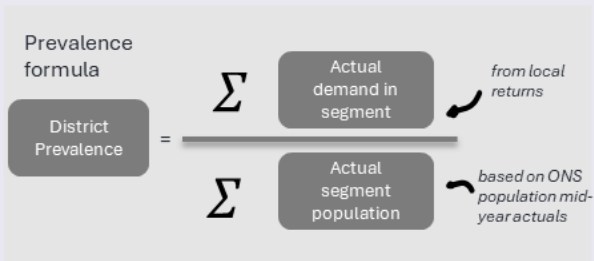 Prevalence
formula
District
Prevalence
=
Σ
Actual
demand in
segment
from local
returns
Σ
Actual
segment
population
based on ONS
population mid-
year actuals